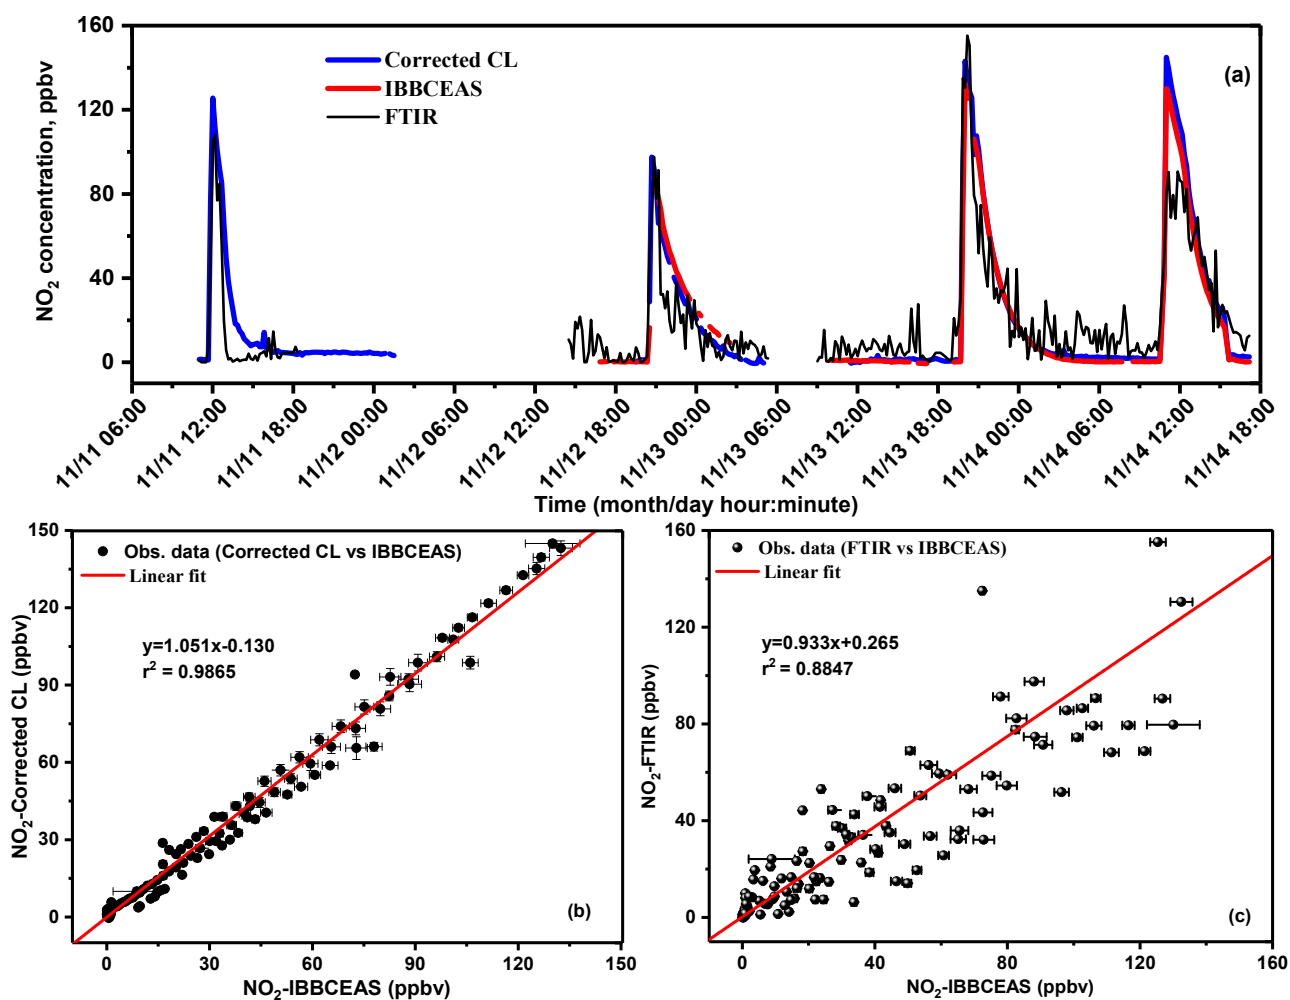 160
120
80
40
0
NO₂ concentration, ppbv
Corrected CL
IBBCEAS
FTIR
(a)
11/11 06:00
11/11 12:00
11/11 18:00
11/12 00:00
11/12 06:00
11/12 12:00
11/12 18:00
11/13 00:00
11/13 06:00
11/13 12:00
11/13 18:00
11/14 00:00
11/14 06:00
11/14 12:00
11/14 18:00
Time (month/day hour:minute)
150
120
90
60
30
0
NO₂-Corrected CL (ppbv)
Obs. data (Corrected CL vs IBBCEAS)
Linear fit
y=1.051x-0.130
r² = 0.9865
(b)
0 30 60 90 120 150
NO₂-IBBCEAS (ppbv)
160
120
80
40
0
NO₂-FTIR (ppbv)
Obs. data (FTIR vs IBBCEAS)
Linear fit
y=0.933x+0.265
r² = 0.8847
(c)
0 40 80 120 160
NO₂-IBBCEAS (ppbv)